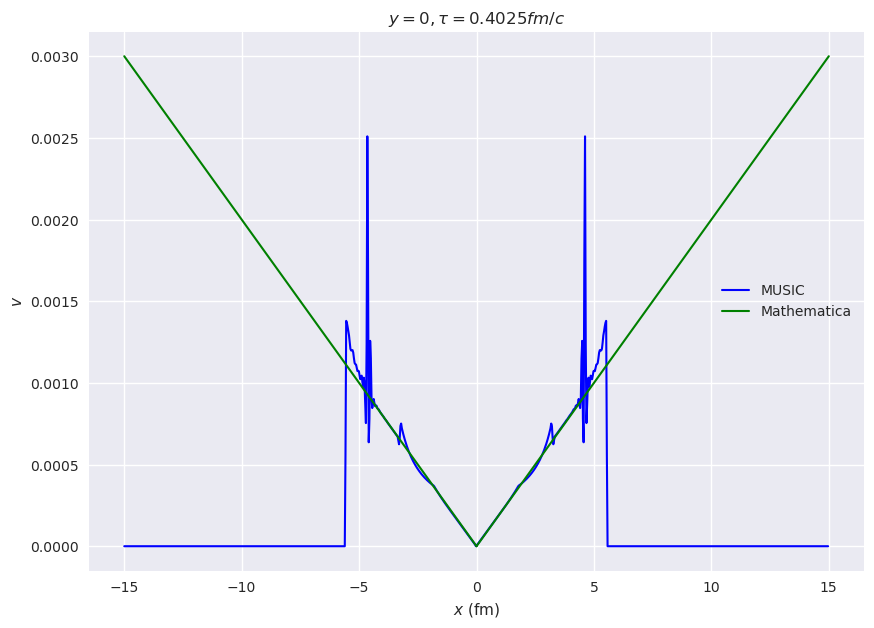 y = 0, τ = 0.4025fm/c
0.0030
0.0025
0.0020
0.0015
0.0010
0.0005
0.0000
v
MUSIC
Mathematica
−15 −10 −5 0 5 10 15
x (fm)